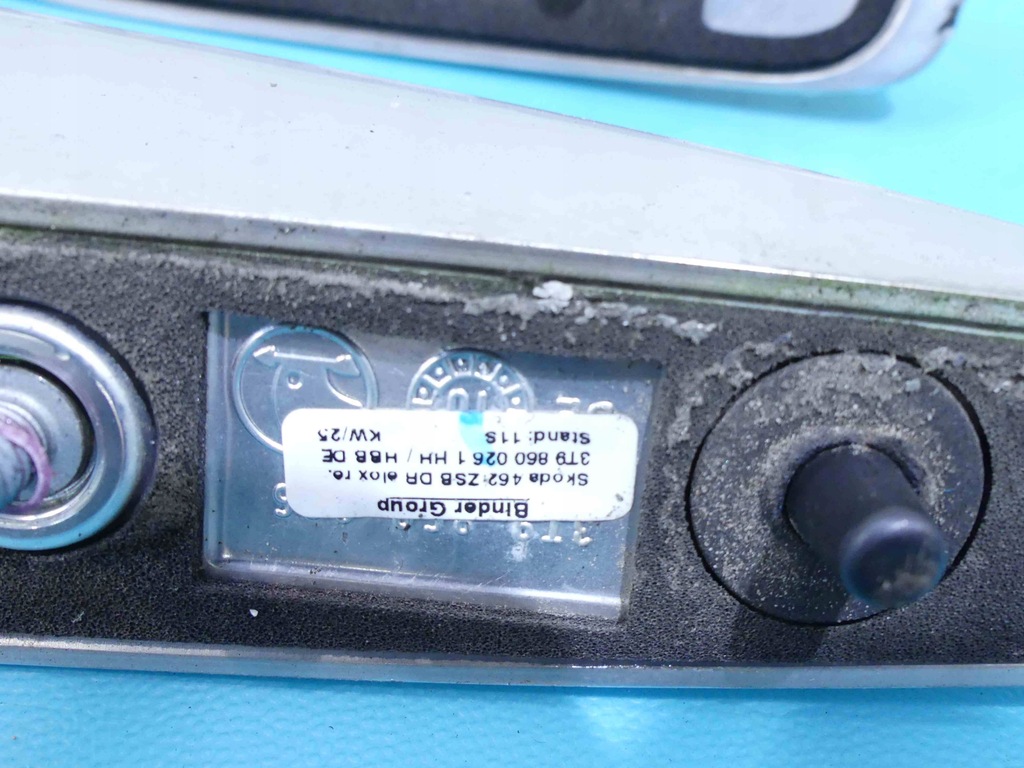 Binder Group
Skoda 462 ZSB DR elox re.
3T9 860 026 1 HH / HBB DE
Stand: 11S KW/25